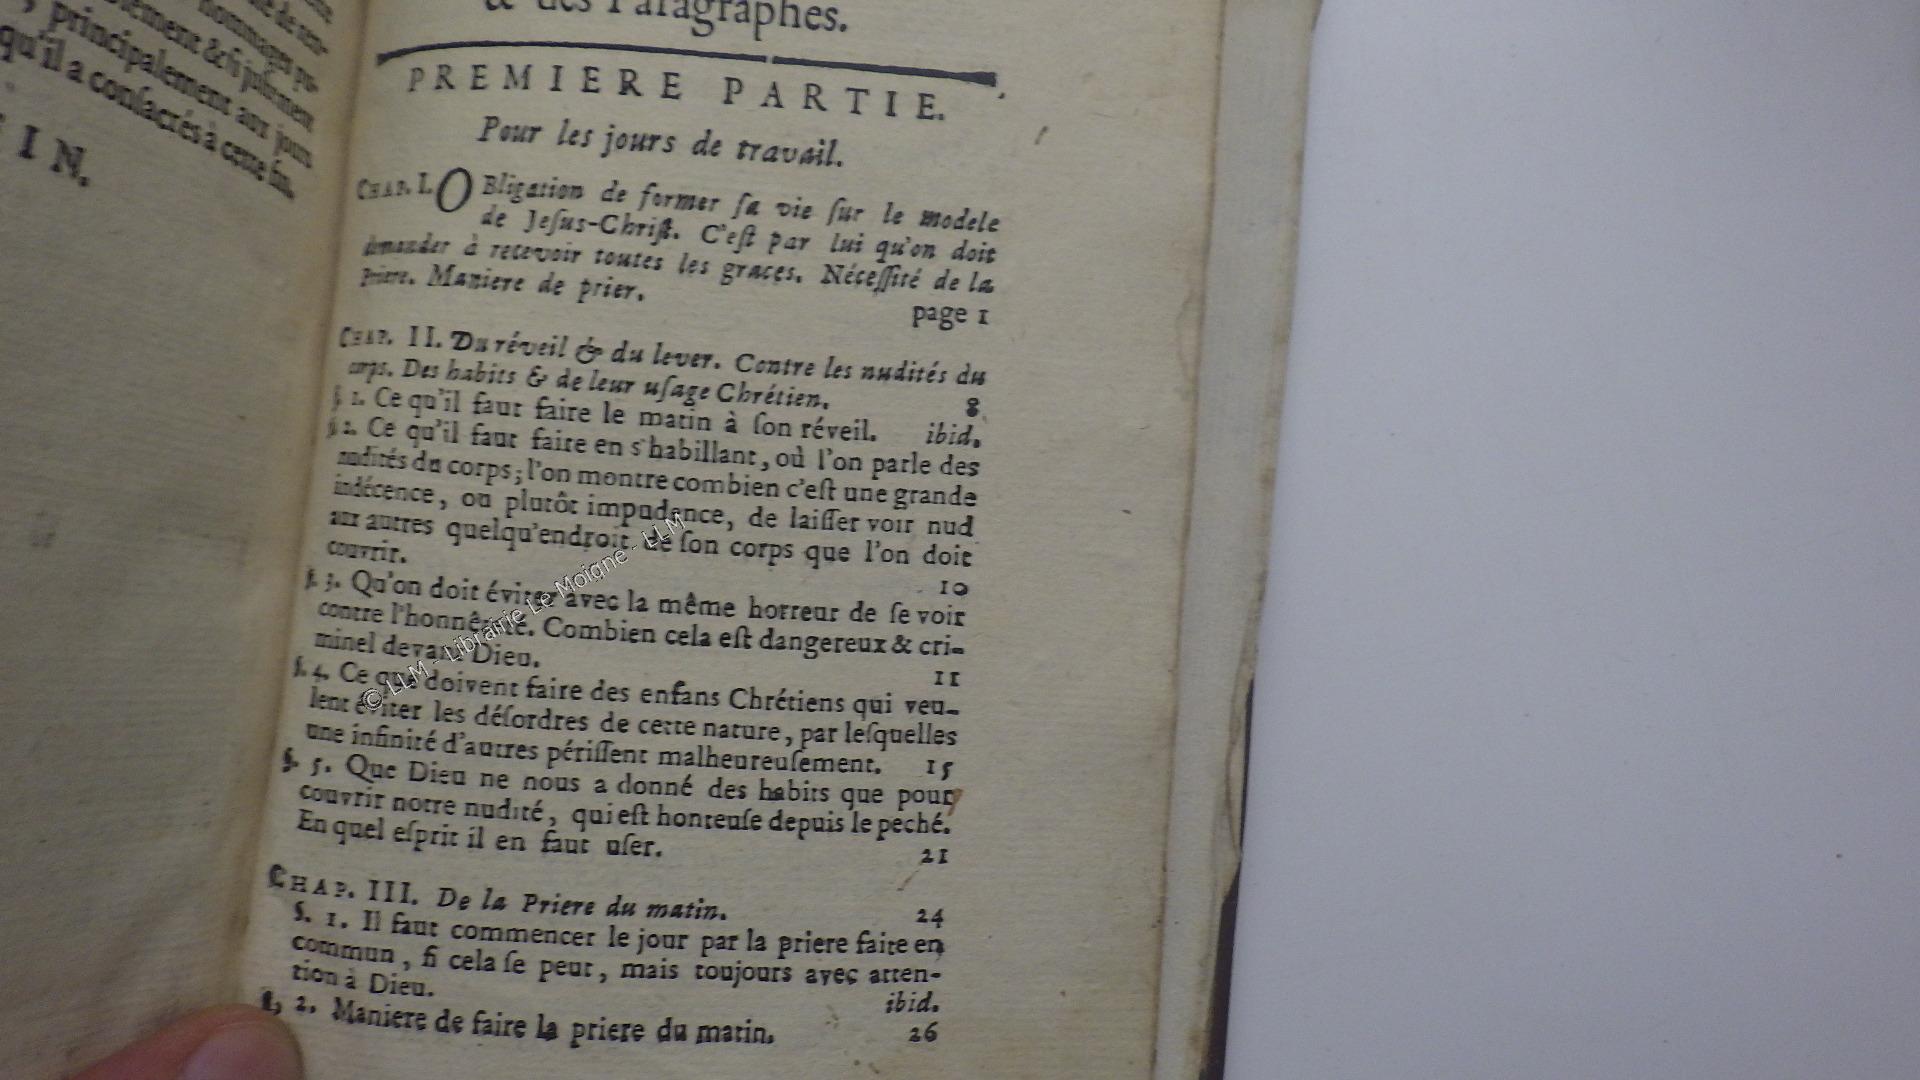 principalement aux jours
qu'il a conſacrés à cette fin.
IN.
& des Paragraphes.
PREMIERE PARTIE.
Pour les jours de travail.
CHAP. I. OBligation de former ſa vie ſur le modele
de Jeſus-Chriſt. C'eſt par lui qu'on doit
demander à recevoir toutes les graces. Néceſſité de la
Priere. Maniere de prier. page 1
CHAP. II. Du réveil & du lever. Contre les nudités du
corps. Des habits & de leur uſage Chrétien. 8
§ 1. Ce qu'il faut faire le matin à ſon réveil. ibid.
§ 2. Ce qu'il faut faire en s'habillant, où l'on parle des
nudités du corps; l'on montre combien c'eſt une grande
indécence, ou plutôt impudence, de laiſſer voir nud
aux autres quelqu'endroit de ſon corps que l'on doit
couvrir. 10
§. 3. Qu'on doit éviter avec la même horreur de ſe voir
contre l'honnêteté. Combien cela eſt dangereux & cri-
minel devant Dieu. 11
§. 4. Ce que doivent faire des enfans Chrétiens qui veu-
lent éviter les déſordres de cette nature, par leſquelles
une infinité d'autres périſſent malheureuſement. 15
§. 5. Que Dieu ne nous a donné des habits que pour
couvrir notre nudité, qui eſt honteuſe depuis le peché.
En quel eſprit il en faut uſer. 21
CHAP. III. De la Priere du matin. 24
§. 1. Il faut commencer le jour par la priere faite en
commun, ſi cela ſe peut, mais toujours avec atten-
tion à Dieu. ibid.
§, 2. Maniere de faire la priere du matin. 26
© LLM - Librairie Le Moigne - LLM